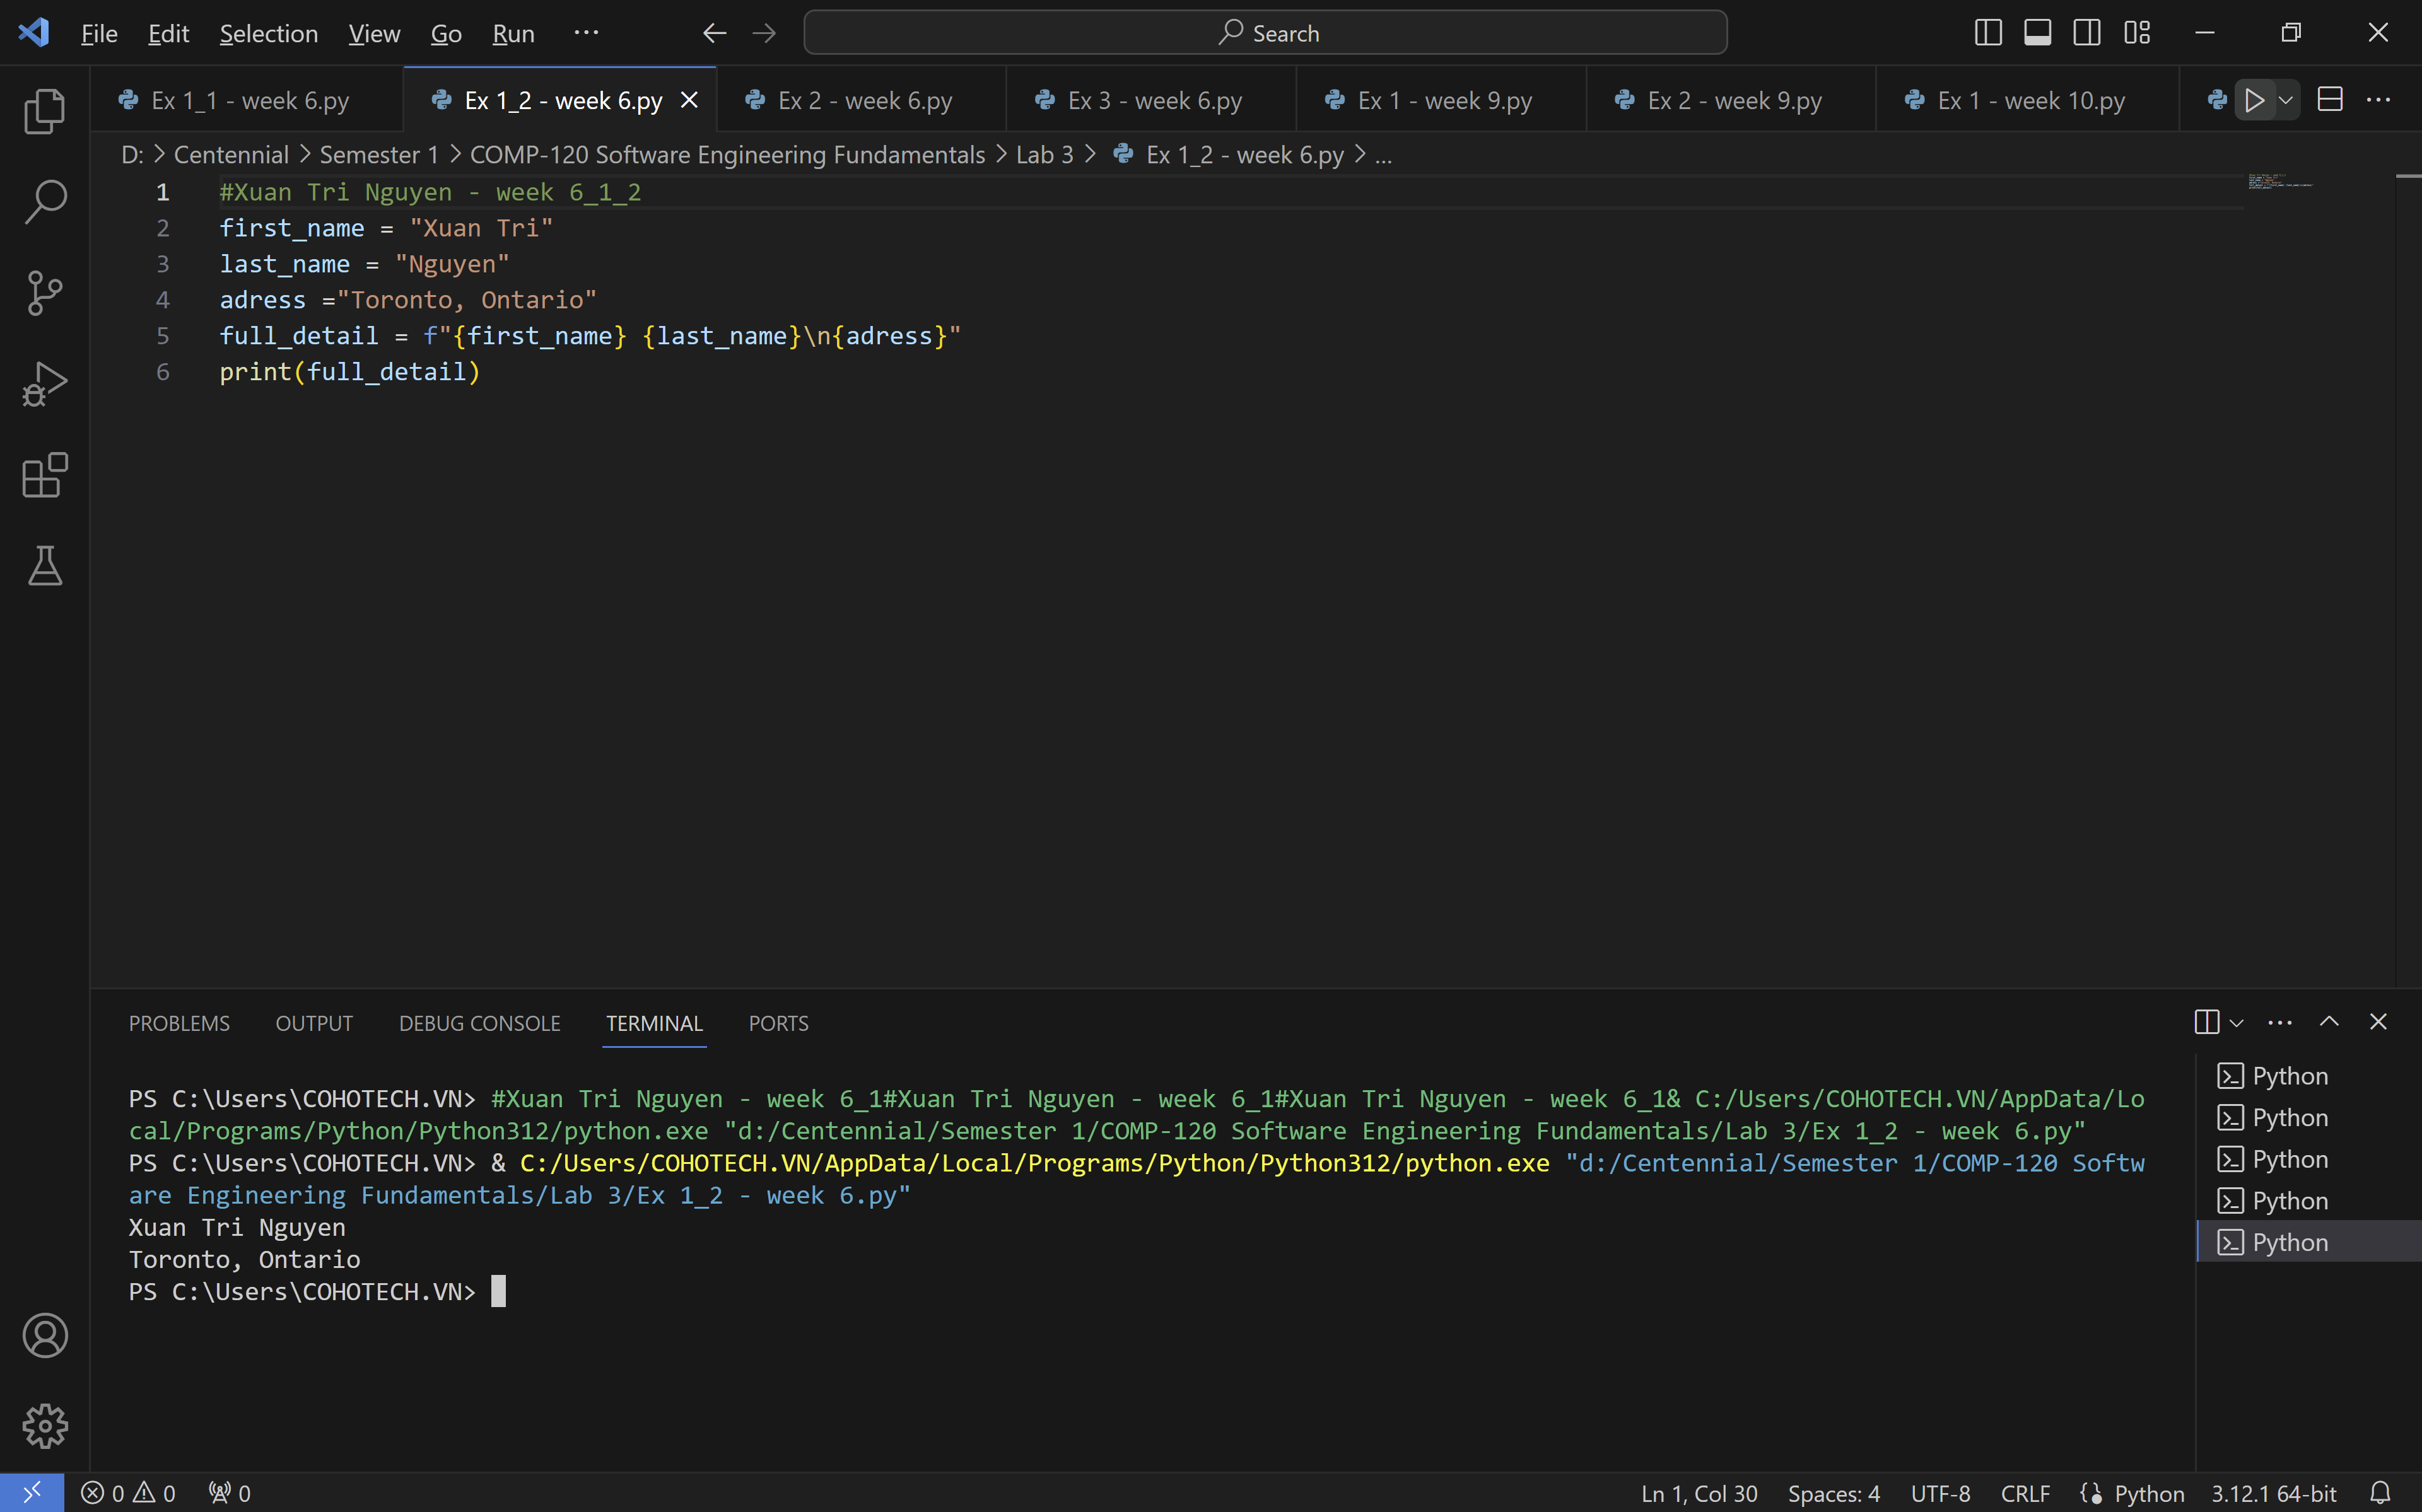 File Edit Selection View Go Run ··· Search
Ex 1_1 - week 6.py Ex 1_2 - week 6.py Ex 2 - week 6.py Ex 3 - week 6.py Ex 1 - week 9.py Ex 2 - week 9.py Ex 1 - week 10.py
D: > Centennial > Semester 1 > COMP-120 Software Engineering Fundamentals > Lab 3 > Ex 1_2 - week 6.py > ...
1 #Xuan Tri Nguyen - week 6_1_2
2 first_name = "Xuan Tri"
3 last_name = "Nguyen"
4 adress ="Toronto, Ontario"
5 full_detail = f"{first_name} {last_name}\n{adress}"
6 print(full_detail)
PROBLEMS OUTPUT DEBUG CONSOLE TERMINAL PORTS
PS C:\Users\COHOTECH.VN> #Xuan Tri Nguyen - week 6_1#Xuan Tri Nguyen - week 6_1#Xuan Tri Nguyen - week 6_1& C:/Users/COHOTECH.VN/AppData/Lo
cal/Programs/Python/Python312/python.exe "d:/Centennial/Semester 1/COMP-120 Software Engineering Fundamentals/Lab 3/Ex 1_2 - week 6.py"
PS C:\Users\COHOTECH.VN> & C:/Users/COHOTECH.VN/AppData/Local/Programs/Python/Python312/python.exe "d:/Centennial/Semester 1/COMP-120 Softw
are Engineering Fundamentals/Lab 3/Ex 1_2 - week 6.py"
Xuan Tri Nguyen
Toronto, Ontario
PS C:\Users\COHOTECH.VN>
Python
Python
Python
Python
Python
0 0 0 Ln 1, Col 30 Spaces: 4 UTF-8 CRLF Python 3.12.1 64-bit